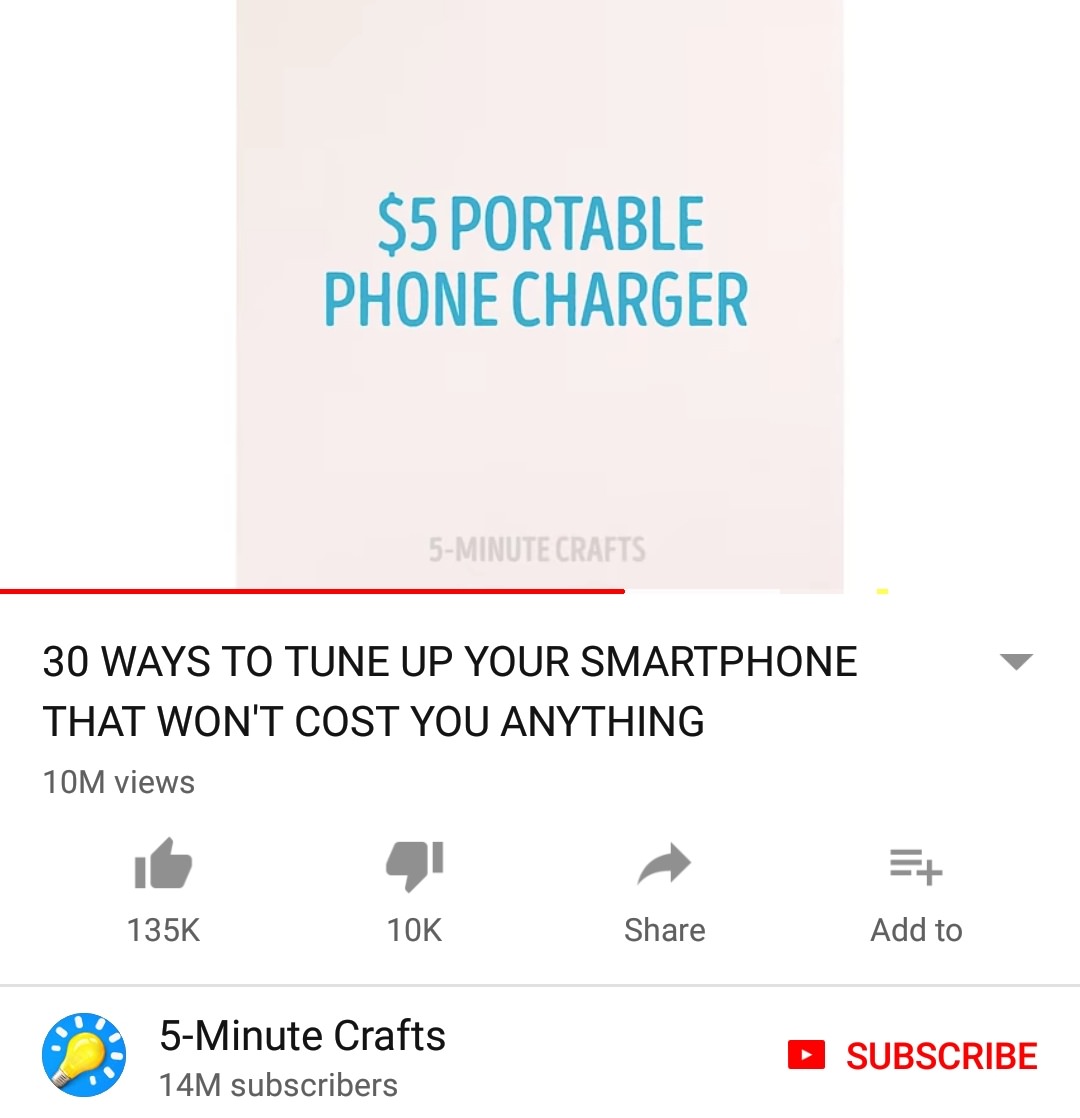 $5 PORTABLE
PHONE CHARGER
5-MINUTE CRAFTS
30 WAYS TO TUNE UP YOUR SMARTPHONE
THAT WON'T COST YOU ANYTHING
10M views
135K
10K
Share
Add to
5-Minute Crafts
14M subscribers
SUBSCRIBE